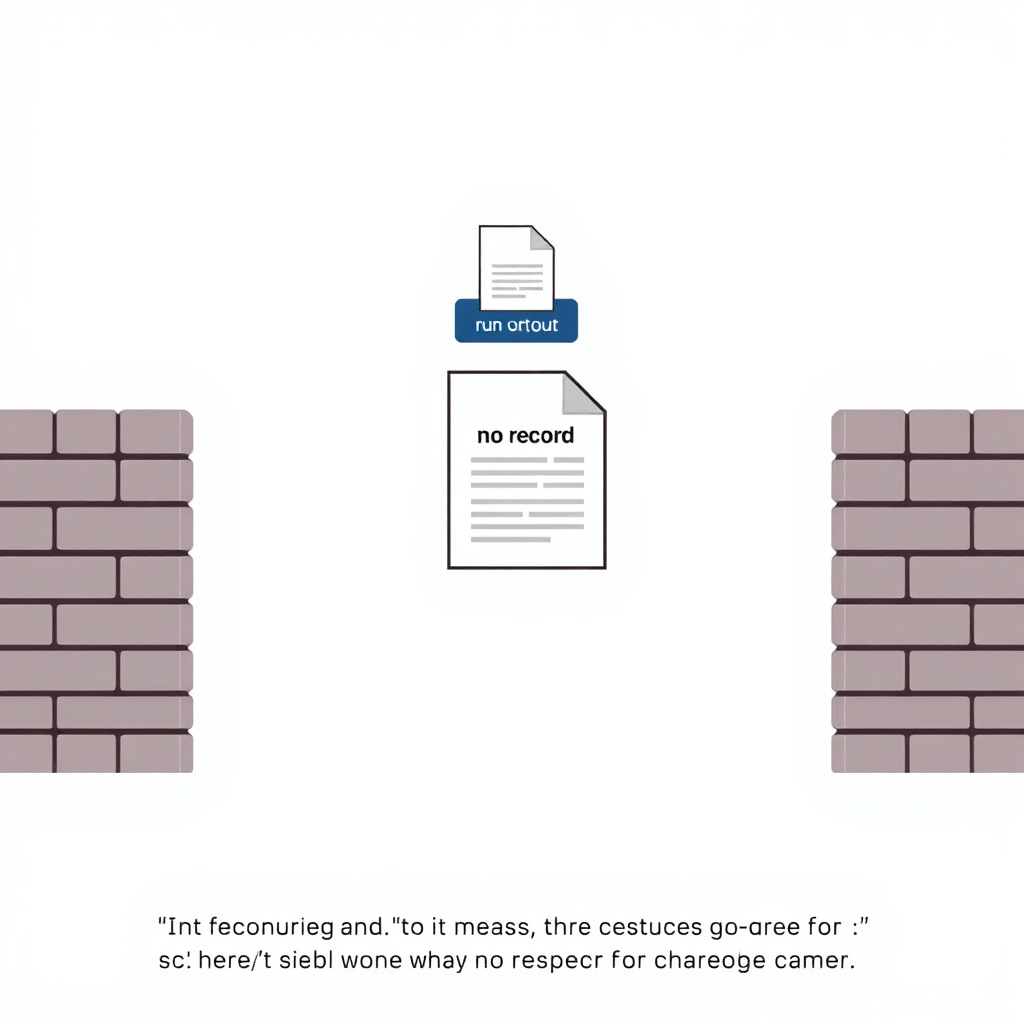 run ortout
no record
"Int feconurieg and."to it meass, thre cestuces go-aree for :"
sc!. here/'t siebl wone whay no respecr for chareoge camer.